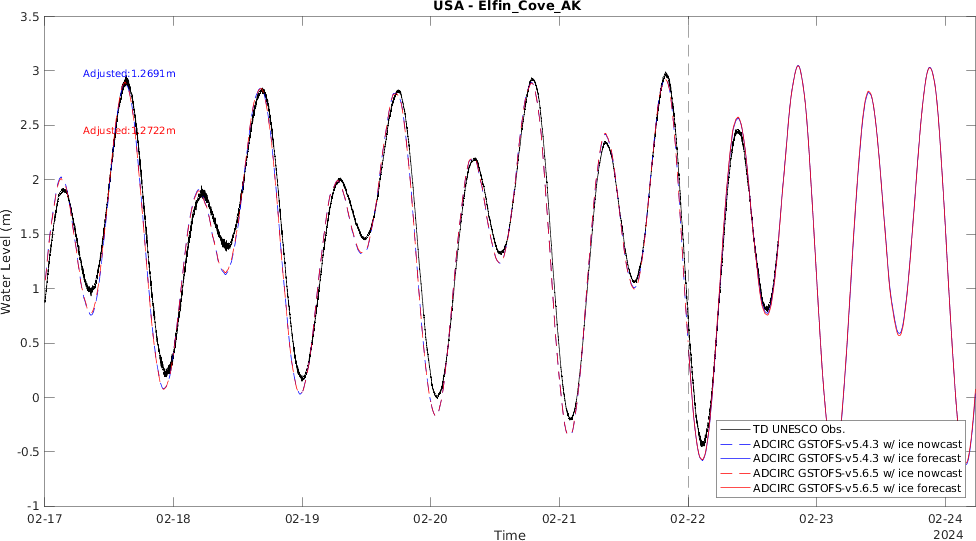 USA - Elfin_Cove_AK
3.5
3
2.5
2
1.5
1
0.5
0
-0.5
-1
Water Level (m)
Adjusted:1.2691m
Adjusted:1.2722m
TD UNESCO Obs.
ADCIRC GSTOFS-v5.4.3 w/ ice nowcast
ADCIRC GSTOFS-v5.4.3 w/ ice forecast
ADCIRC GSTOFS-v5.6.5 w/ ice nowcast
ADCIRC GSTOFS-v5.6.5 w/ ice forecast
02-17 02-18 02-19 02-20 02-21 02-22 02-23 02-24
Time
2024